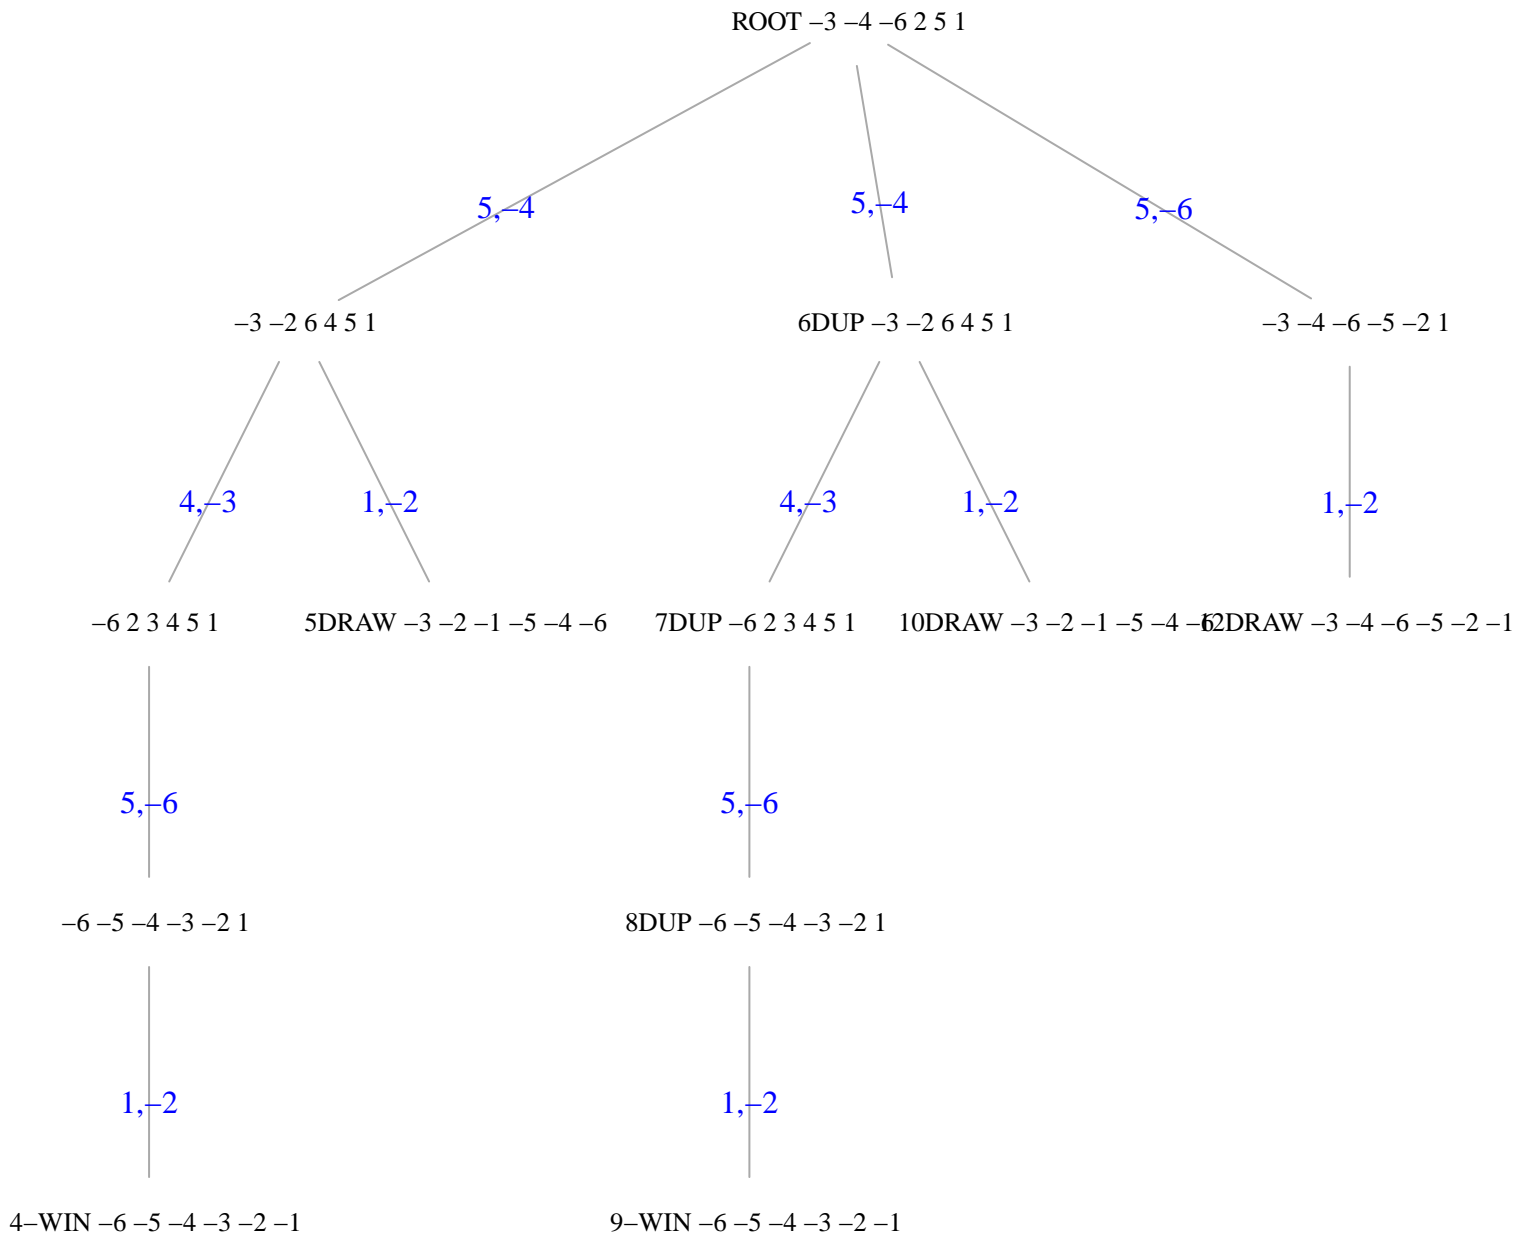 ROOT –3 –4 –6 2 5 1
5,–4
5,–4
5,–6
–3 –2 6 4 5 1
6DUP –3 –2 6 4 5 1
–3 –4 –6 –5 –2 1
4,–3
1,–2
4,–3
1,–2
1,–2
–6 2 3 4 5 1
5DRAW –3 –2 –1 –5 –4 –6
7DUP –6 2 3 4 5 1
10DRAW –3 –2 –1 –5 –4 –6
12DRAW –3 –4 –6 –5 –2 –1
5,–6
5,–6
–6 –5 –4 –3 –2 1
8DUP –6 –5 –4 –3 –2 1
1,–2
1,–2
4–WIN –6 –5 –4 –3 –2 –1
9–WIN –6 –5 –4 –3 –2 –1